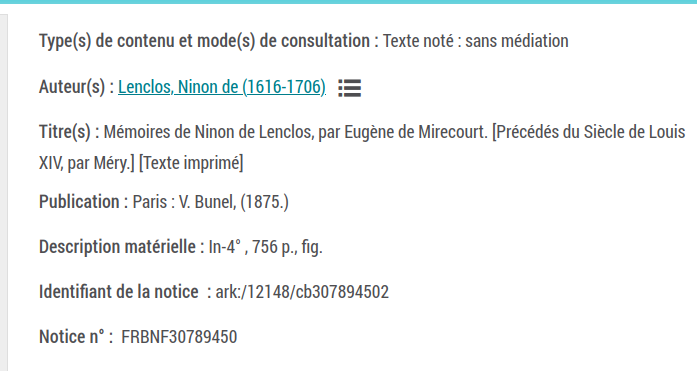 Type(s) de contenu et mode(s) de consultation : Texte noté : sans médiation
Auteur(s) : Lenclos, Ninon de (1616-1706)
Titre(s) : Mémoires de Ninon de Lenclos, par Eugène de Mirecourt. [Précédés du Siècle de Louis
XIV, par Méry.] [Texte imprimé]
Publication : Paris : V. Bunel, (1875.)
Description matérielle : In-4° , 756 p., fig.
Identifiant de la notice : ark:/12148/cb307894502
Notice n° : FRBNF30789450